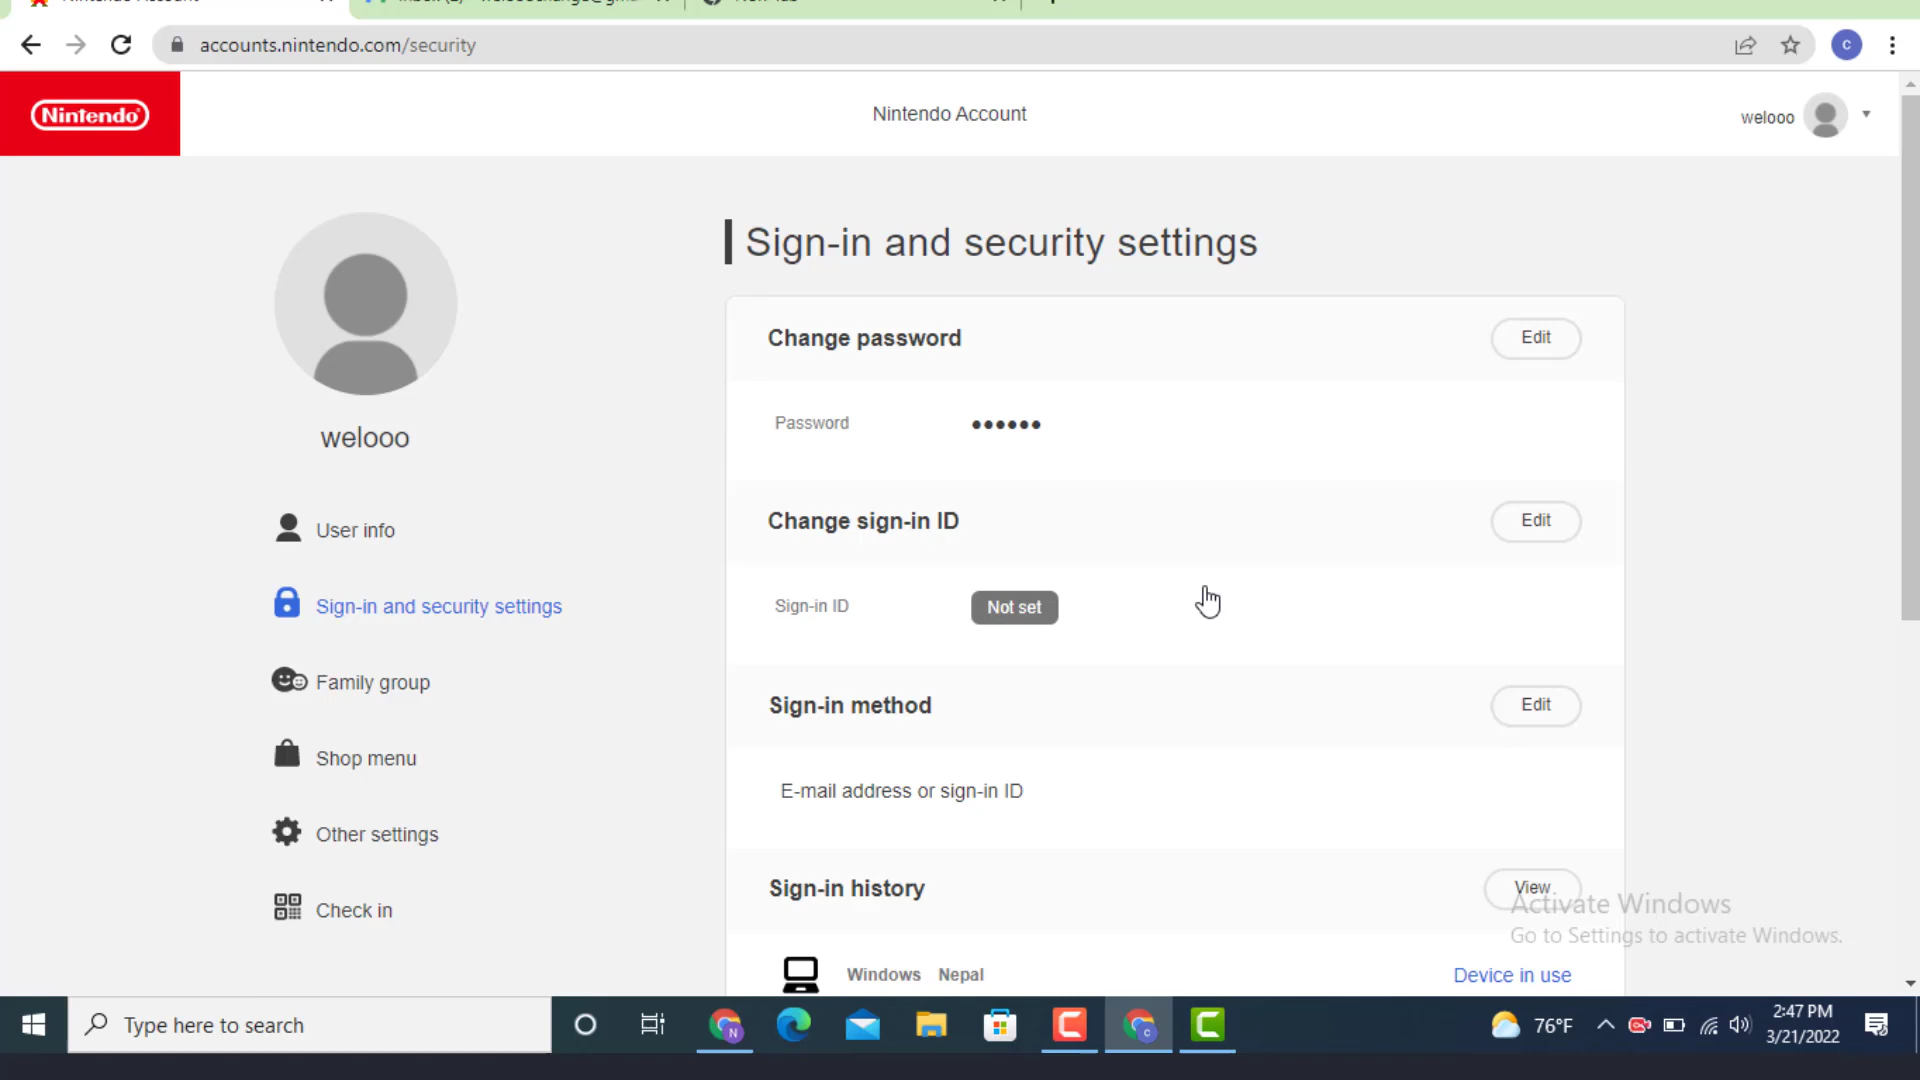 accounts.nintendo.com/security
C
Nintendo
Nintendo Account
welooo
Sign-in and security settings
Change password
Edit
Password
••••••
welooo
Change sign-in ID
Edit
User info
Sign-in ID
Not set
Sign-in and security settings
Family group
Sign-in method
Edit
Shop menu
E-mail address or sign-in ID
Other settings
Sign-in history
View
Check in
Activate Windows
Go to Settings to activate Windows.
Windows Nepal
Device in use
Type here to search
N
C
76°F
2:47 PM
3/21/2022